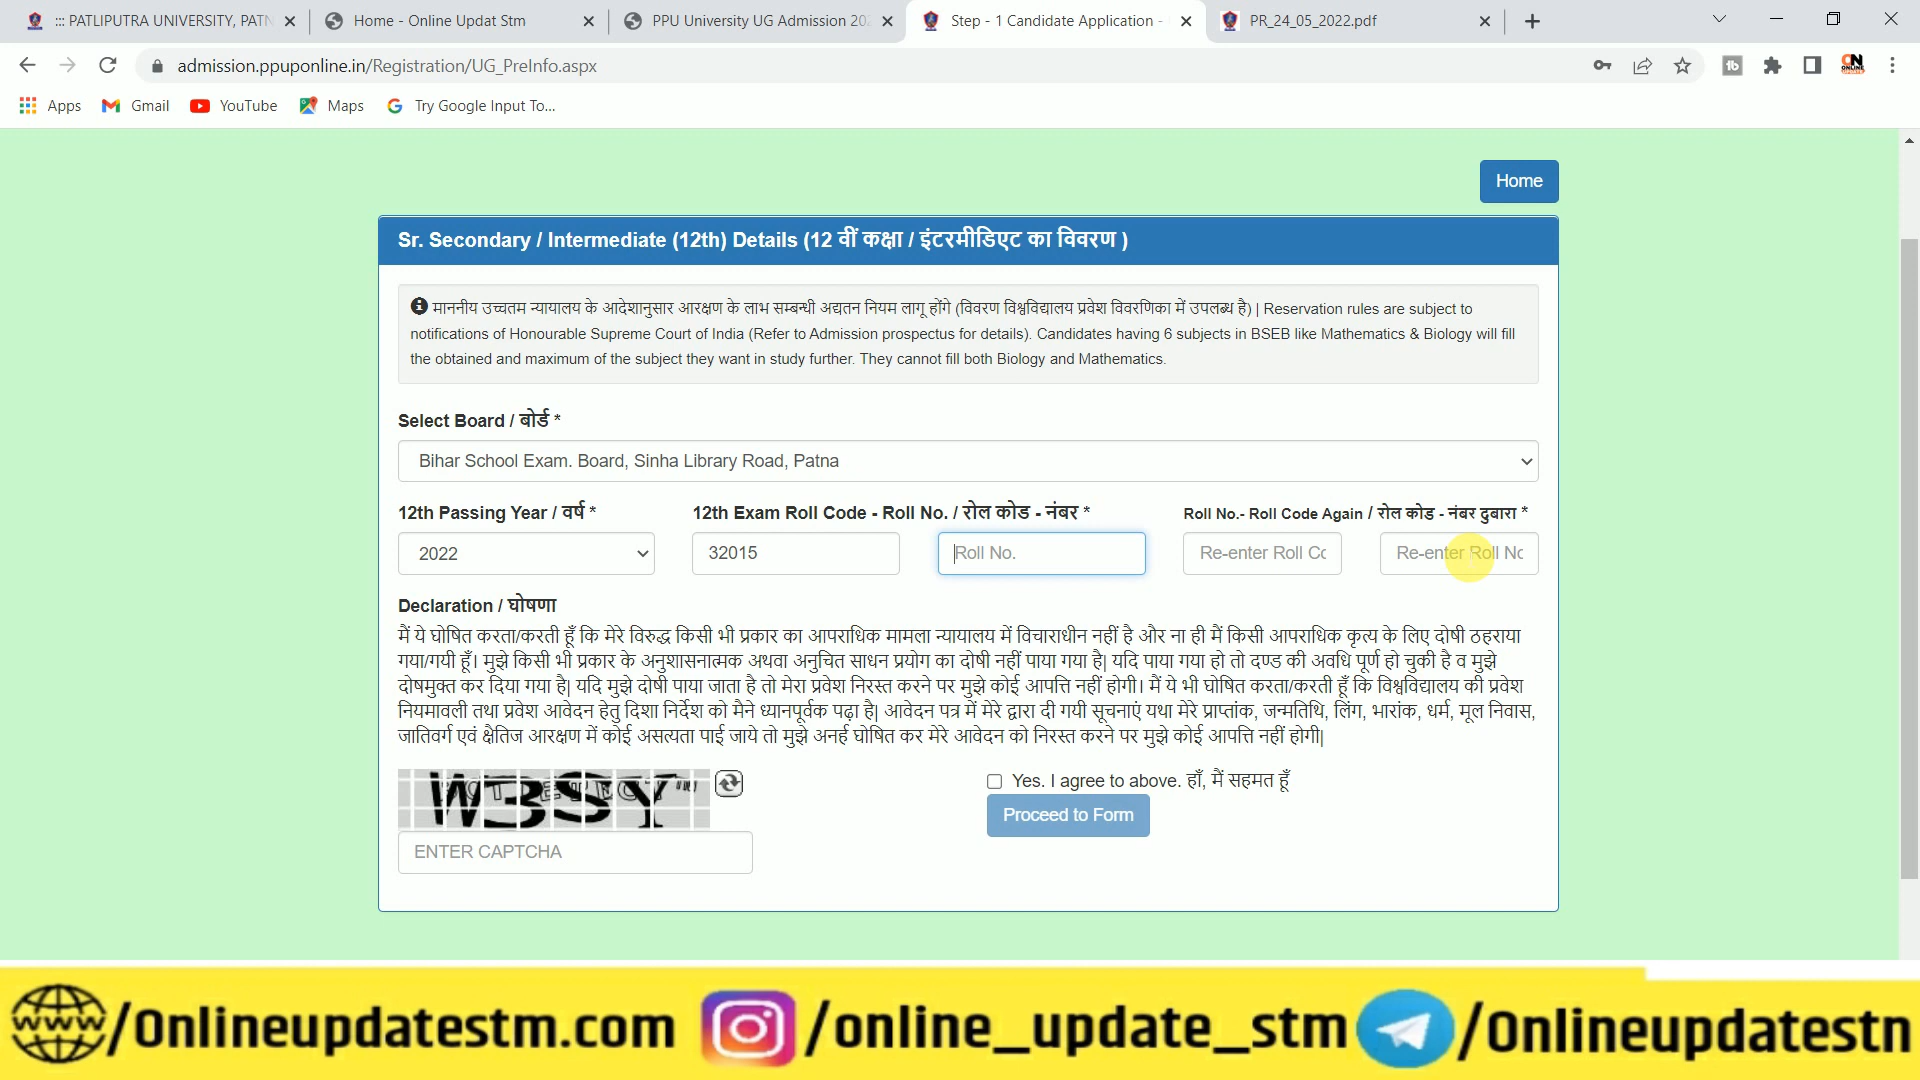 ::: PATLIPUTRA UNIVERSITY, PATN
Home - Online Updat Stm
PPU University UG Admission 202
Step - 1 Candidate Application -
PR_24_05_2022.pdf
admission.ppuponline.in/Registration/UG_PreInfo.aspx
Apps
Gmail
YouTube
Maps
Try Google Input To...
Home
Sr. Secondary / Intermediate (12th) Details (12 वीं कक्षा / इंटरमीडिएट का विवरण )
माननीय उच्चतम न्यायालय के आदेशानुसार आरक्षण के लाभ सम्बन्धी अद्यतन नियम लागू होंगे (विवरण विश्वविद्यालय प्रवेश विवरणिका में उपलब्ध है) | Reservation rules are subject to
notifications of Honourable Supreme Court of India (Refer to Admission prospectus for details). Candidates having 6 subjects in BSEB like Mathematics & Biology will fill
the obtained and maximum of the subject they want in study further. They cannot fill both Biology and Mathematics.
Select Board / बोर्ड *
Bihar School Exam. Board, Sinha Library Road, Patna
12th Passing Year / वर्ष *
12th Exam Roll Code - Roll No. / रोल कोड - नंबर *
Roll No.- Roll Code Again / रोल कोड - नंबर दुबारा *
2022
32015
Roll No.
Re-enter Roll Cc
Re-enter Roll Nc
Declaration / घोषणा
मैं ये घोषित करता/करती हूँ कि मेरे विरुद्ध किसी भी प्रकार का आपराधिक मामला न्यायालय में विचाराधीन नहीं है और ना ही मैं किसी आपराधिक कृत्य के लिए दोषी ठहराया
गया/गयी हूँ। मुझे किसी भी प्रकार के अनुशासनात्मक अथवा अनुचित साधन प्रयोग का दोषी नहीं पाया गया है| यदि पाया गया हो तो दण्ड की अवधि पूर्ण हो चुकी है व मुझे
दोषमुक्त कर दिया गया है| यदि मुझे दोषी पाया जाता है तो मेरा प्रवेश निरस्त करने पर मुझे कोई आपत्ति नहीं होगी। मैं ये भी घोषित करता/करती हूँ कि विश्वविद्यालय की प्रवेश
नियमावली तथा प्रवेश आवेदन हेतु दिशा निर्देश को मैने ध्यानपूर्वक पढ़ा है| आवेदन पत्र में मेरे द्वारा दी गयी सूचनाएं यथा मेरे प्राप्तांक, जन्मतिथि, लिंग, भारांक, धर्म, मूल निवास,
जातिवर्ग एवं क्षैतिज आरक्षण में कोई असत्यता पाई जाये तो मुझे अनर्ह घोषित कर मेरे आवेदन को निरस्त करने पर मुझे कोई आपत्ति नहीं होगी|
W3SY
Yes. I agree to above. हाँ, मैं सहमत हूँ
Proceed to Form
ENTER CAPTCHA
www/Onlineupdatestm.com
/online_update_stm
/Onlineupdatestn